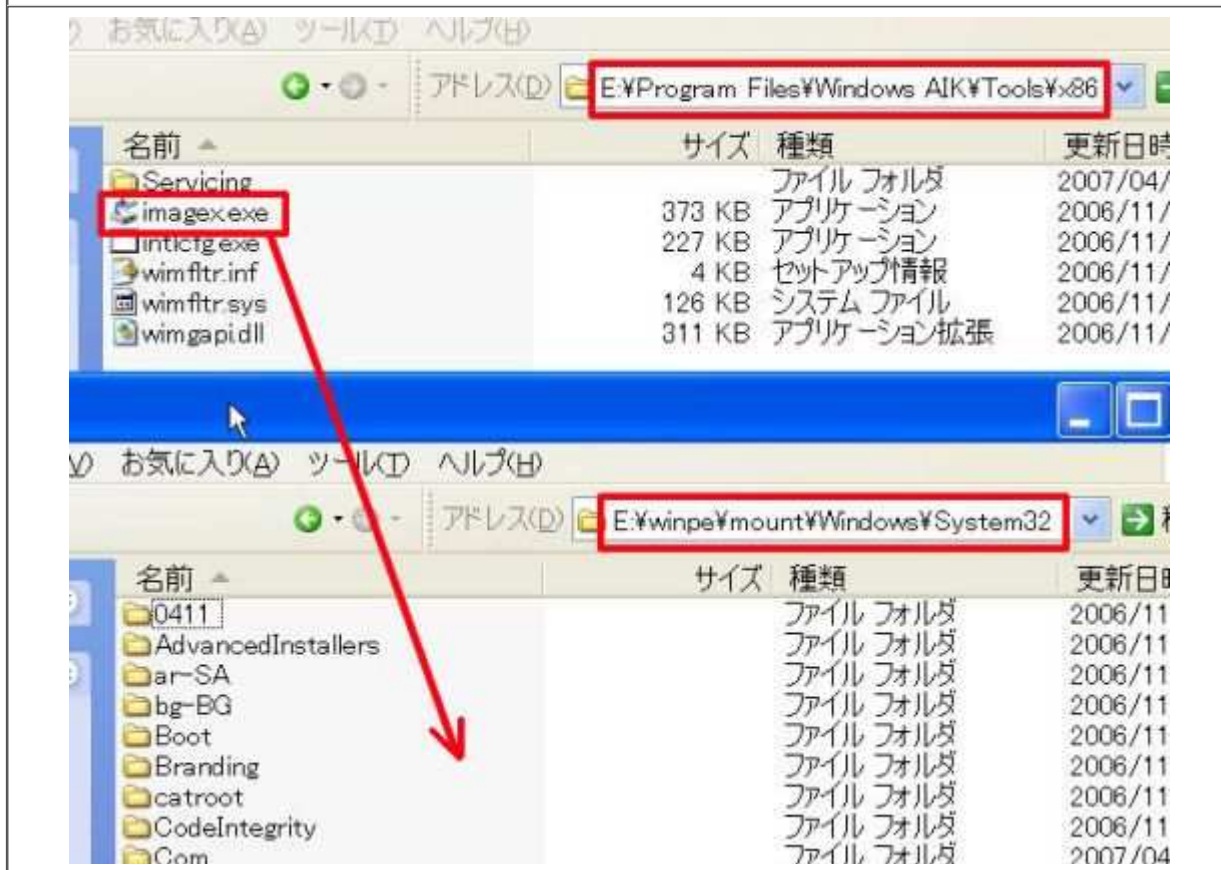 お気に入り(A) ツール(T) ヘルプ(H)
アドレス(D) E:¥Program Files¥Windows AIK¥Tools¥x86
名前 サイズ 種類 更新日時
Servicing ファイル フォルダ 2007/04/
imagex.exe 373 KB アプリケーション 2006/11/
intlcfg.exe 227 KB アプリケーション 2006/11/
wimfltr.inf 4 KB セットアップ情報 2006/11/
wimfltr.sys 126 KB システム ファイル 2006/11/
wimgapi.dll 311 KB アプリケーション拡張 2006/11/
V) お気に入り(A) ツール(T) ヘルプ(H)
アドレス(D) E:¥winpe¥mount¥Windows¥System32
名前 サイズ 種類 更新日時
0411 ファイル フォルダ 2006/11
AdvancedInstallers ファイル フォルダ 2006/11
ar-SA ファイル フォルダ 2006/11
bg-BG ファイル フォルダ 2006/11
Boot ファイル フォルダ 2006/11
Branding ファイル フォルダ 2006/11
catroot ファイル フォルダ 2006/11
CodeIntegrity ファイル フォルダ 2006/11
Com ファイル フォルダ 2007/04